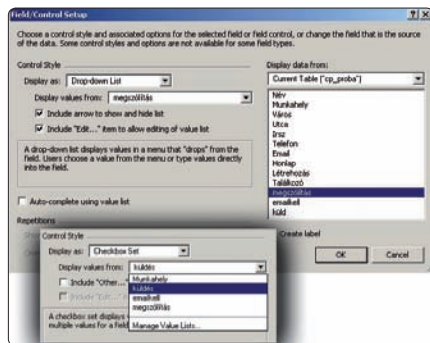 Field/Control Setup
Choose a control style and associated options for the selected field or field control, or change the field that is the source
of the data. Some control styles and options are not available for some field types.
Control Style
Display as: Drop-down List
Display values from: megszólítás
Include arrow to show and hide list
Include "Edit..." item to allow editing of value list
A drop-down list displays values in a menu that "drops" from the
field. Users choose a value from the menu or type values directly
into the field.
Auto-complete using value list
Repetitions
Display data from:
Current Table ("cp_proba")
Név
Munkahely
Város
Utca
Irsz
Telefon
Email
Honlap
Létrehozás
Találkozó
megszólítás
emailkell
küld
Create label
OK
Cancel
Control Style
Display as: Checkbox Set
Display values from: küldés
Include "Other...
Munkahely
küldés
emailkell
megszólítás
Manage Value Lists...
A checkbox set displays
multiple values for a field